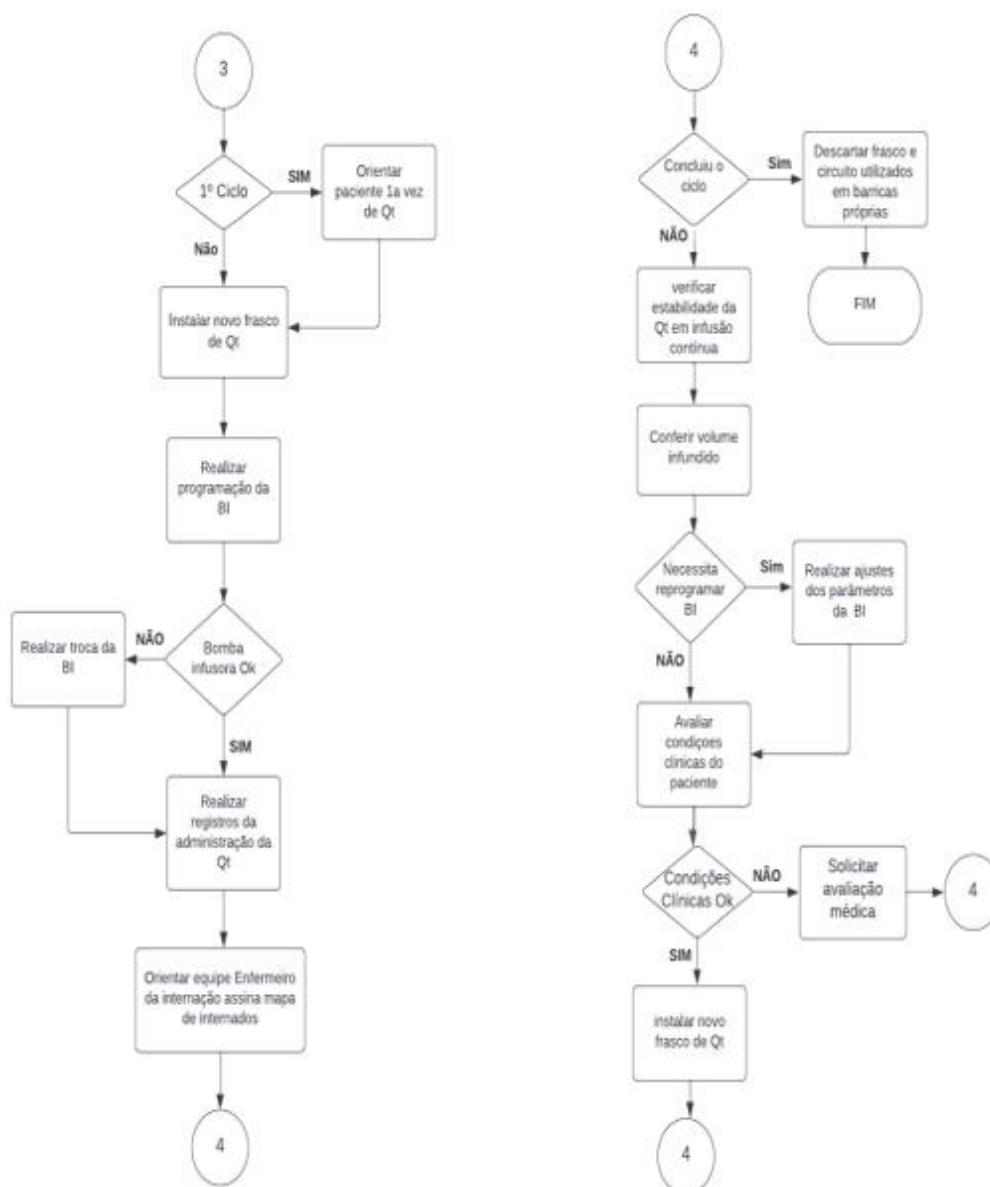 3
1º Ciclo
SIM
Orientar
paciente 1a vez
de Qt
Não
Instalar novo frasco
de Qt
Realizar
programação da
BI
Bomba
infusora Ok
NÃO
Realizar troca da
BI
SIM
Realizar
registros da
administração da
Qt
Orientar equipe Enfermeiro
da internação assina mapa
de internados
4
4
Concluiu o
ciclo
Sim
Descartar frasco e
circuito utilizados
em barricas
próprias
FIM
NÃO
verificar
estabilidade da
Qt em infusão
contínua
Conferir volume
infundido
Necessita
reprogramar
BI
Sim
Realizar ajustes
dos parâmetros
da BI
NÃO
Avaliar
condiçoes
clinicas do
paciente
Condições
Clínicas Ok
NÃO
Solicitar
avaliação
médica
4
SIM
instalar novo
frasco de Qt
4